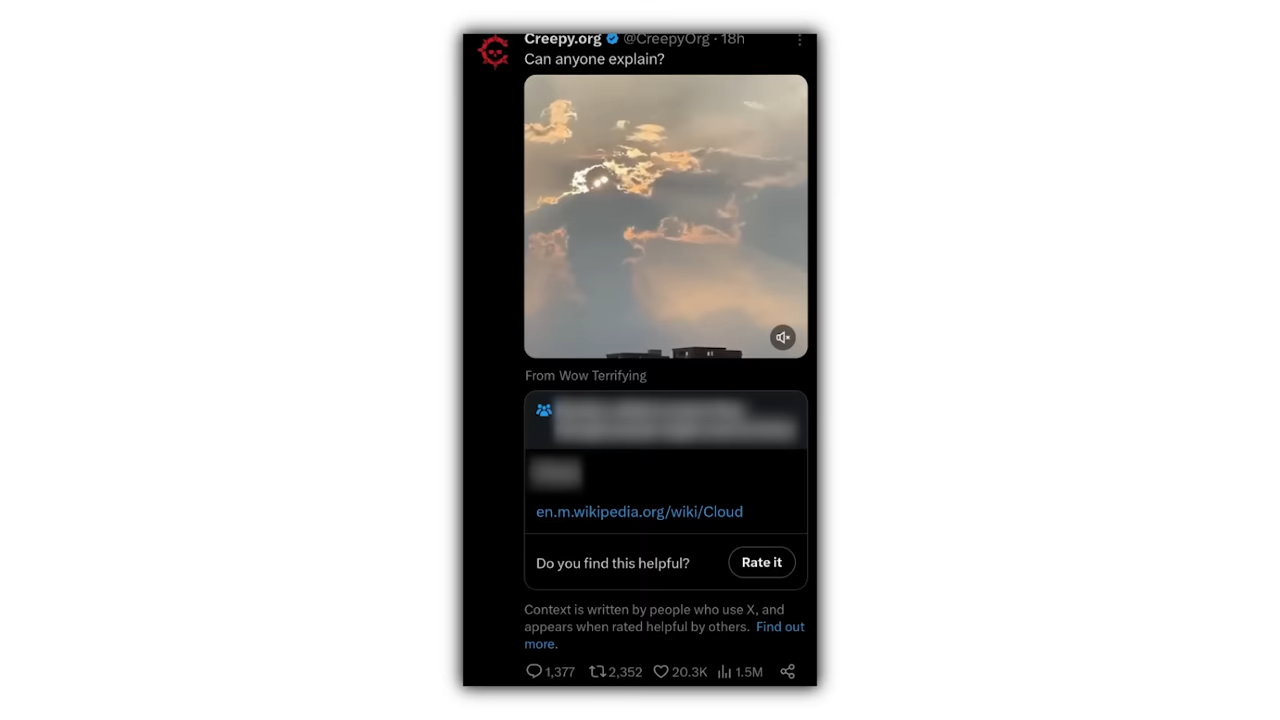 Creepy.org @CreepyOrg · 18h
Can anyone explain?
From Wow Terrifying
en.m.wikipedia.org/wiki/Cloud
Do you find this helpful?
Rate it
Context is written by people who use X, and
appears when rated helpful by others. Find out
more.
1,377 2,352 20.3K 1.5M